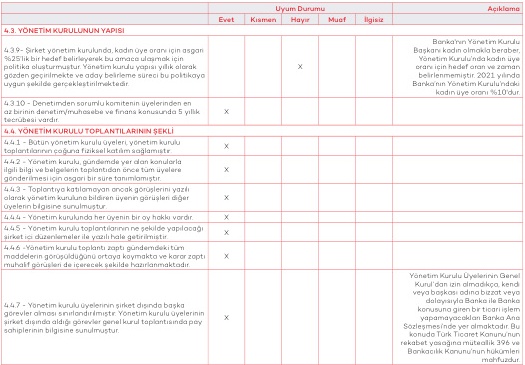 Uyum Durumu
Açıklama
Evet Kısmen Hayır Muaf İlgisiz
4.3. YÖNETİM KURULUNUN YAPISI
4.3.9- Şirket yönetim kurulunda, kadın üye oranı için asgari
%25'lik bir hedef belirleyerek bu amaca ulaşmak için
politika oluşturmuştur. Yönetim kurulu yapısı yıllık olarak
gözden geçirilmekte ve aday belirleme süreci bu politikaya
uygun şekilde gerçekleştirilmektedir.
X
Banka'nın Yönetim Kurulu
Başkanı kadın olmakla beraber,
Yönetim Kurulu'nda kadın üye
oranı için hedef oran ve zaman
belirlenmemiştir. 2021 yılında
Banka'nın Yönetim Kurulu'ndaki
kadın üye oranı %10'dur.
4.3.10 - Denetimden sorumlu komitenin üyelerinden en
az birinin denetim/muhasebe ve finans konusunda 5 yıllık
tecrübesi vardır.
X
4.4. YÖNETİM KURULU TOPLANTILARININ ŞEKLİ
4.4.1 - Bütün yönetim kurulu üyeleri, yönetim kurulu
toplantılarının çoğuna fiziksel katılım sağlamıştır.
X
4.4.2 - Yönetim kurulu, gündemde yer alan konularla
ilgili bilgi ve belgelerin toplantıdan önce tüm üyelere
gönderilmesi için asgari bir süre tanımlamıştır.
X
4.4.3 - Toplantıya katılamayan ancak görüşlerini yazılı
olarak yönetim kuruluna bildiren üyenin görüşleri diğer
üyelerin bilgisine sunulmuştur.
X
4.4.4 - Yönetim kurulunda her üyenin bir oy hakkı vardır.
X
4.4.5 - Yönetim kurulu toplantılarının ne şekilde yapılacağı
şirket içi düzenlemeler ile yazılı hale getirilmiştir.
X
4.4.6 -Yönetim kurulu toplantı zaptı gündemdeki tüm
maddelerin görüşüldüğünü ortaya koymakta ve karar zaptı
muhalif görüşleri de içerecek şekilde hazırlanmaktadır.
X
4.4.7 - Yönetim kurulu üyelerinin şirket dışında başka
görevler alması sınırlandırılmıştır. Yönetim kurulu üyelerinin
şirket dışında aldığı görevler genel kurul toplantısında pay
sahiplerinin bilgisine sunulmuştur.
X
Yönetim Kurulu Üyelerinin Genel
Kurul'dan izin almadıkça, kendi
veya başkası adına bizzat veya
dolayısıyla Banka ile Banka
konusuna giren bir ticari işlem
yapamayacakları Banka Ana
Sözleşmesi'nde yer almaktadır. Bu
konuda Türk Ticaret Kanunu'nun
rekabet yasağına müteallik 396 ve
Bankacılık Kanunu'nun hükümleri
mahfuzdur.